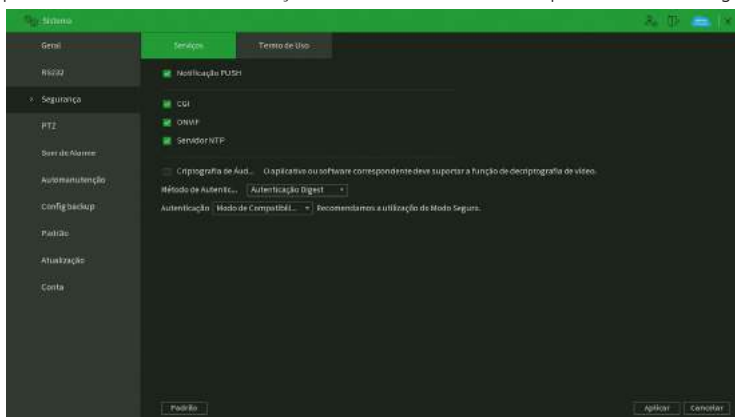 Sistema
Geral
Serviços
Termo de Uso
RS232
Notificação PUSH
Segurança
CGI
PTZ
ONVIF
Servidor NTP
Som de Alarme
Criptografia de Áud... O aplicativo ou software correspondente deve suportar a função de decriptografia de vídeo.
Automanutenção
Método de Autentic... Autenticação Digest
Config backup
Autenticação Modo de Compatibili... Recomendamos a utilização do Modo Seguro.
Padrão
Atualização
Conta
Padrão
Aplicar
Cancelar